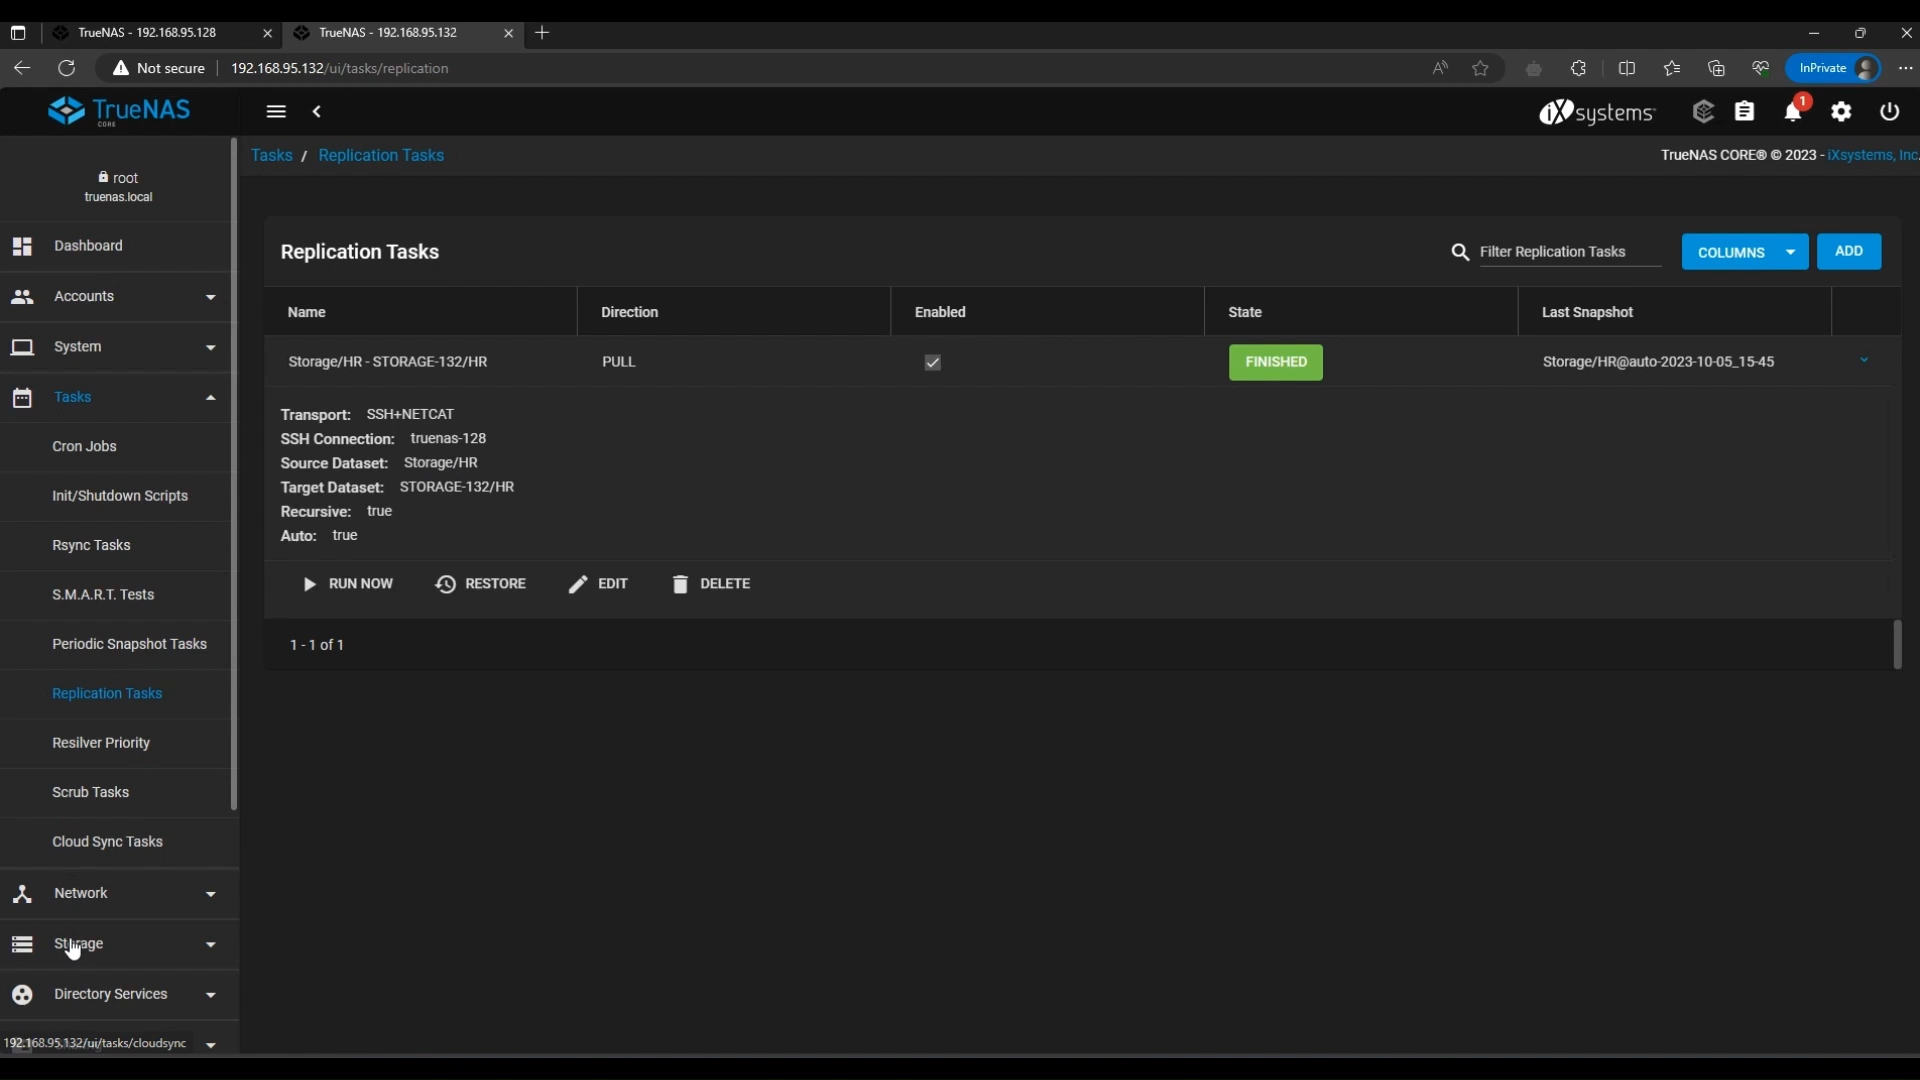 TrueNAS - 192.168.95.128
TrueNAS - 192.168.95.132
Not secure
192.168.95.132/ui/tasks/replication
InPrivate
TrueNAS
CORE
iXsystems
1
Tasks / Replication Tasks
TrueNAS CORE® © 2023 - iXsystems, Inc.
root
truenas.local
Dashboard
Accounts
System
Tasks
Cron Jobs
Init/Shutdown Scripts
Rsync Tasks
S.M.A.R.T. Tests
Periodic Snapshot Tasks
Replication Tasks
Resilver Priority
Scrub Tasks
Cloud Sync Tasks
Network
Storage
Directory Services
192.168.95.132/ui/tasks/cloudsync
Replication Tasks
Filter Replication Tasks
COLUMNS
ADD
Name Direction Enabled State Last Snapshot
Storage/HR - STORAGE-132/HR PULL FINISHED Storage/HR@auto-2023-10-05_15-45
Transport: SSH+NETCAT
SSH Connection: truenas-128
Source Dataset: Storage/HR
Target Dataset: STORAGE-132/HR
Recursive: true
Auto: true
RUN NOW RESTORE EDIT DELETE
1 - 1 of 1